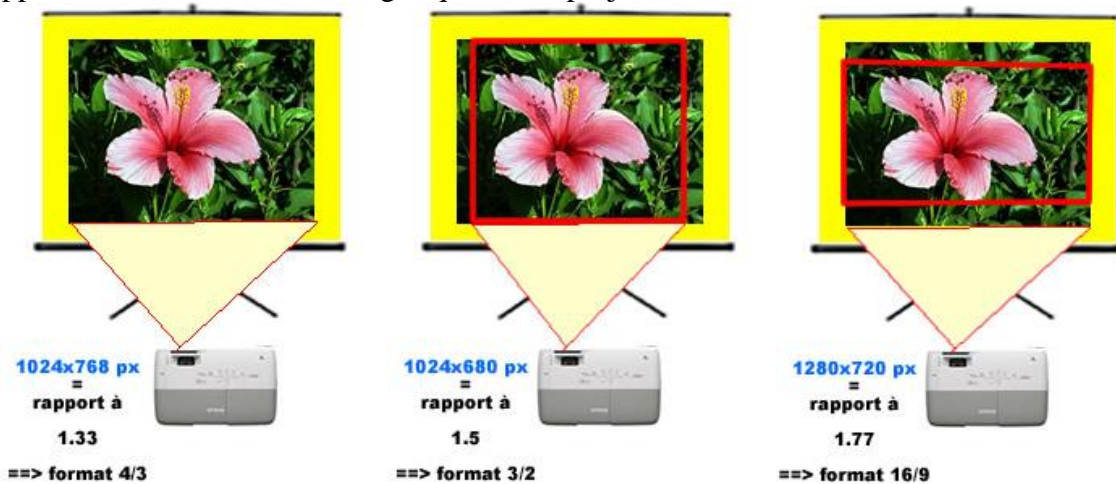 1024x768 px
=
rapport à
1.33
==> format 4/3
1024x680 px
=
rapport à
1.5
==> format 3/2
1280x720 px
=
rapport à
1.77
==> format 16/9